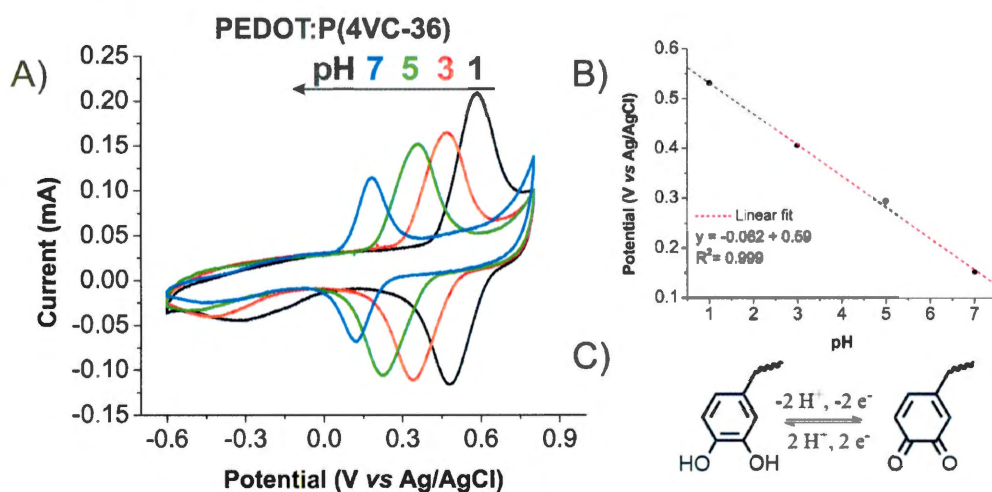 PEDOT:P(4VC-36)
A)
pH 7 5 3 1
0.25
0.20
0.15
0.10
0.05
0.00
-0.05
-0.10
-0.15
Current (mA)
-0.6 -0.3 0.0 0.3 0.6 0.9
Potential (V vs Ag/AgCl)
B)
0.6
0.5
0.4
0.3
0.2
0.1
Potential (V vs Ag/AgCl)
Linear fit
y = -0.062 + 0.59
R²= 0.999
1 2 3 4 5 6 7
pH
C)
-2 H⁺, -2 e⁻
2 H⁺, 2 e⁻
HO OH O O